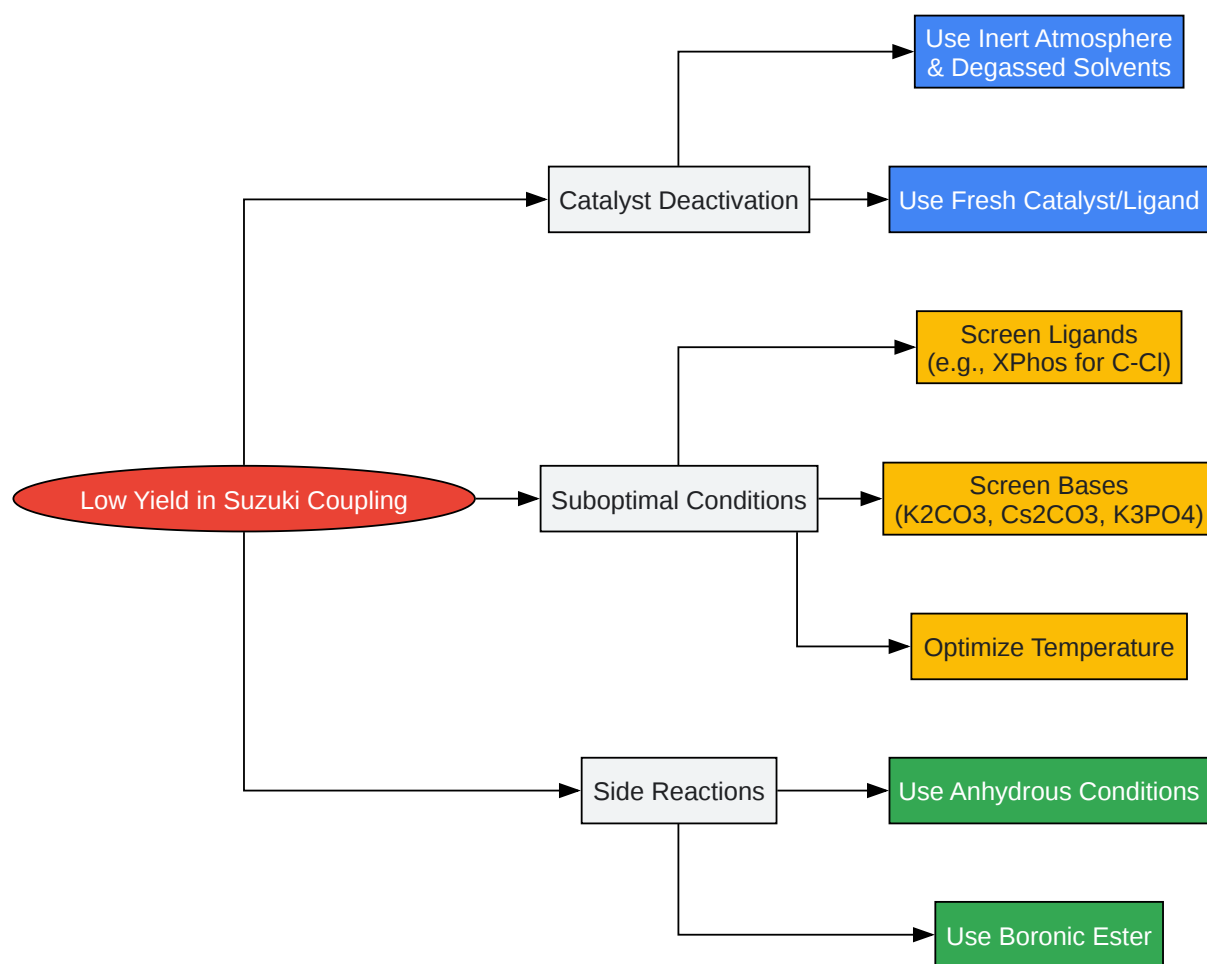 Use Inert Atmosphere
& Degassed Solvents
Catalyst Deactivation
Use Fresh Catalyst/Ligand
Screen Ligands
(e.g., XPhos for C-Cl)
Low Yield in Suzuki Coupling
Suboptimal Conditions
Screen Bases
(K2CO3, Cs2CO3, K3PO4)
Optimize Temperature
Side Reactions
Use Anhydrous Conditions
Use Boronic Ester